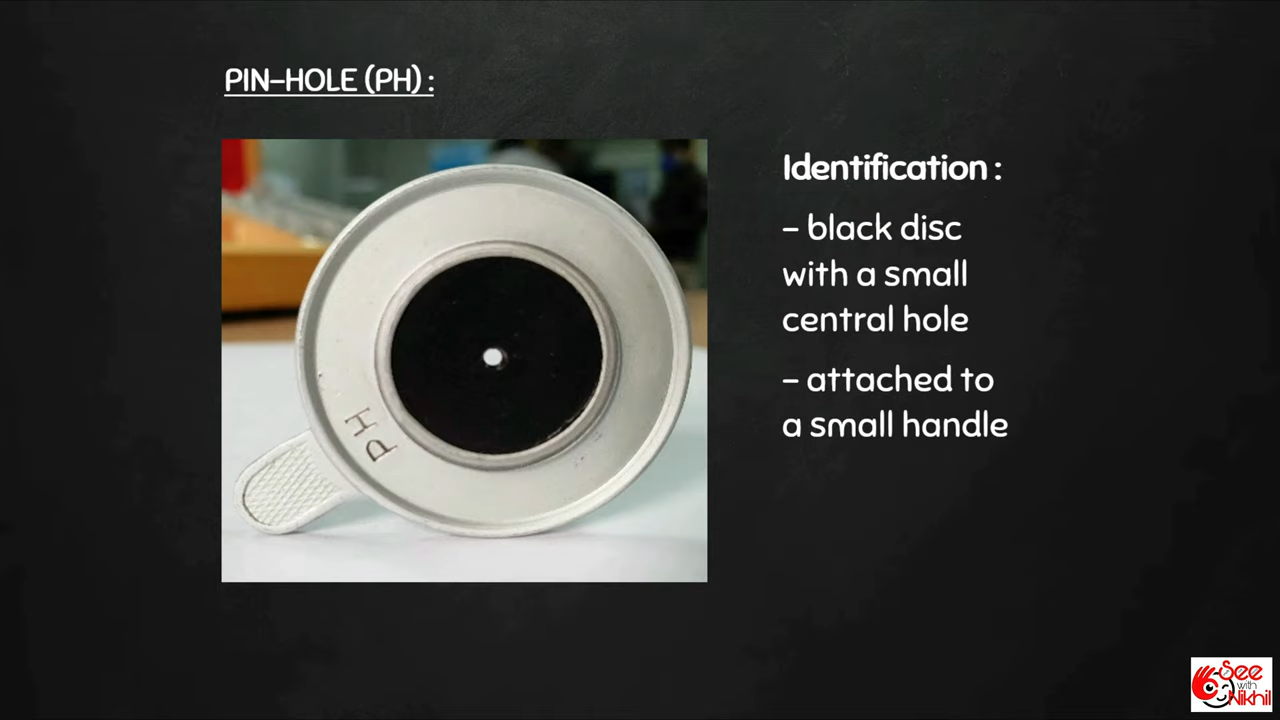 PIN-HOLE (PH) :
Identification :
- black disc
with a small
central hole
- attached to
a small handle
PH
See
with
Nikhil